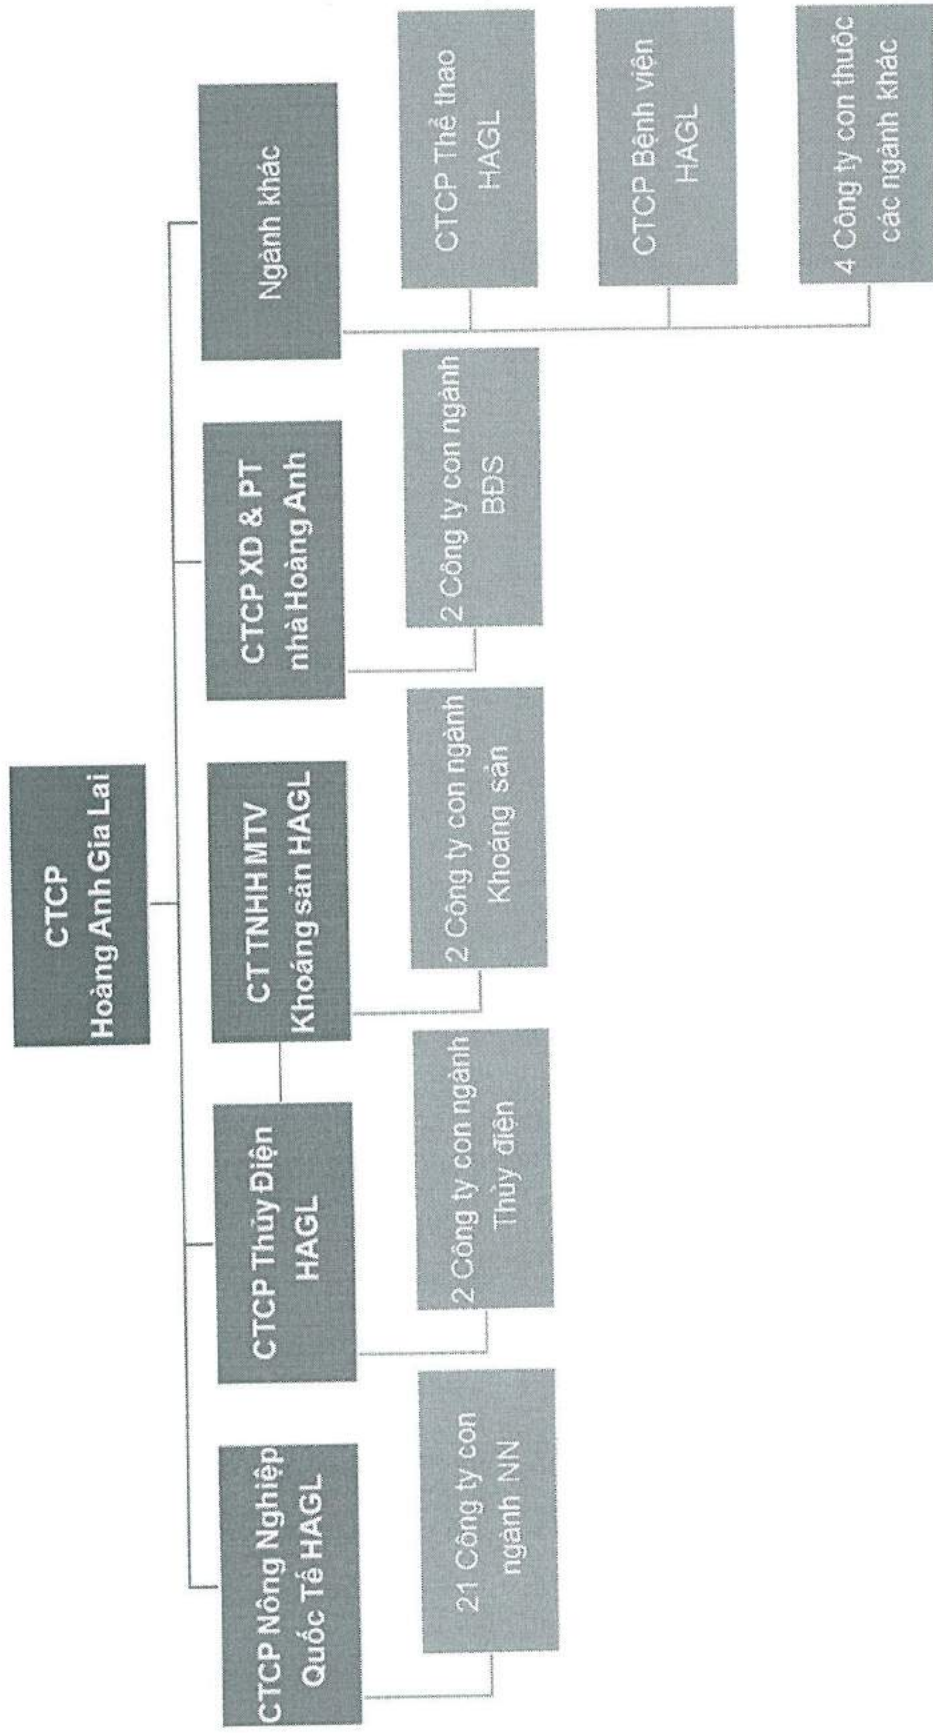 CTCP
Hoàng Anh Gia Lai
CTCP Nông Nghiệp
Quốc Tế HAGL
CTCP Thủy Điện
HAGL
CT TNHH MTV
Khoáng sản HAGL
CTCP XD & PT
nhà Hoàng Anh
Ngành khác
21 Công ty con
ngành NN
2 Công ty con ngành
Thủy điện
2 Công ty con ngành
Khoáng sản
2 Công ty con ngành
BĐS
CTCP Thể thao
HAGL
CTCP Bệnh viện
HAGL
4 Công ty con thuộc
các ngành khác